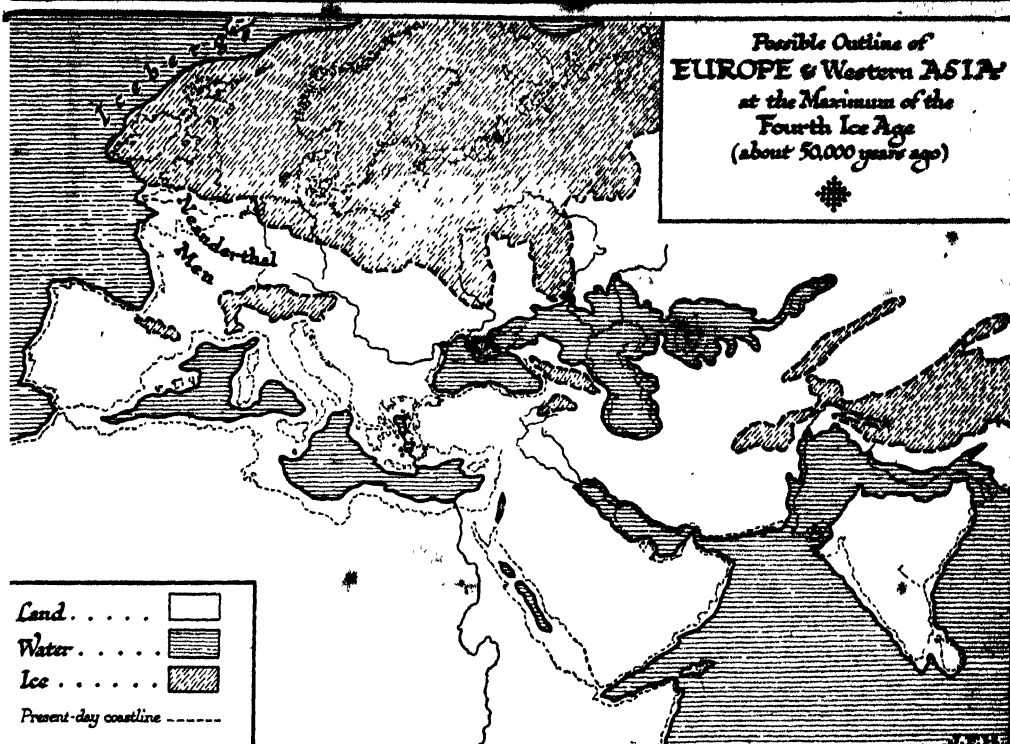 Possible Outline of
EUROPE & Western ASIA
at the Maximum of the
Fourth Ice Age
(about 50,000 years ago)
Neanderthal
Men
Land . . . . .
Water . . . . . .
Ice . . . . . .
Present-day coastline